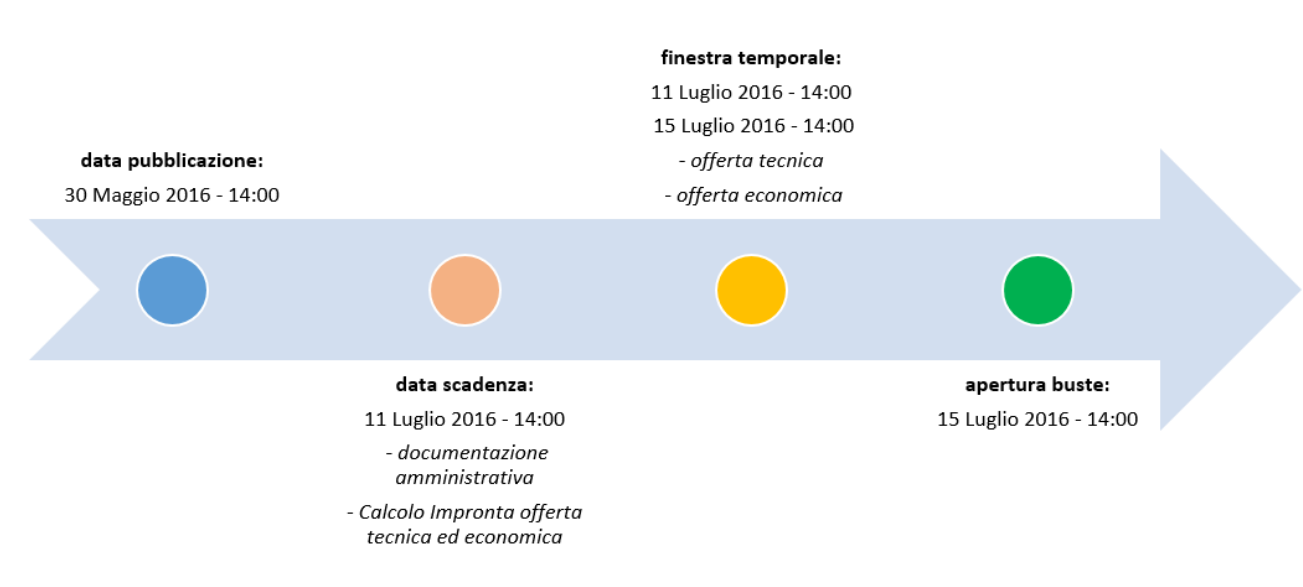 data pubblicazione:
30 Maggio 2016 - 14:00
data scadenza:
11 Luglio 2016 - 14:00
- documentazione
amministrativa
- Calcolo Impronta offerta
tecnica ed economica
finestra temporale:
11 Luglio 2016 - 14:00
15 Luglio 2016 - 14:00
- offerta tecnica
- offerta economica
apertura buste:
15 Luglio 2016 - 14:00